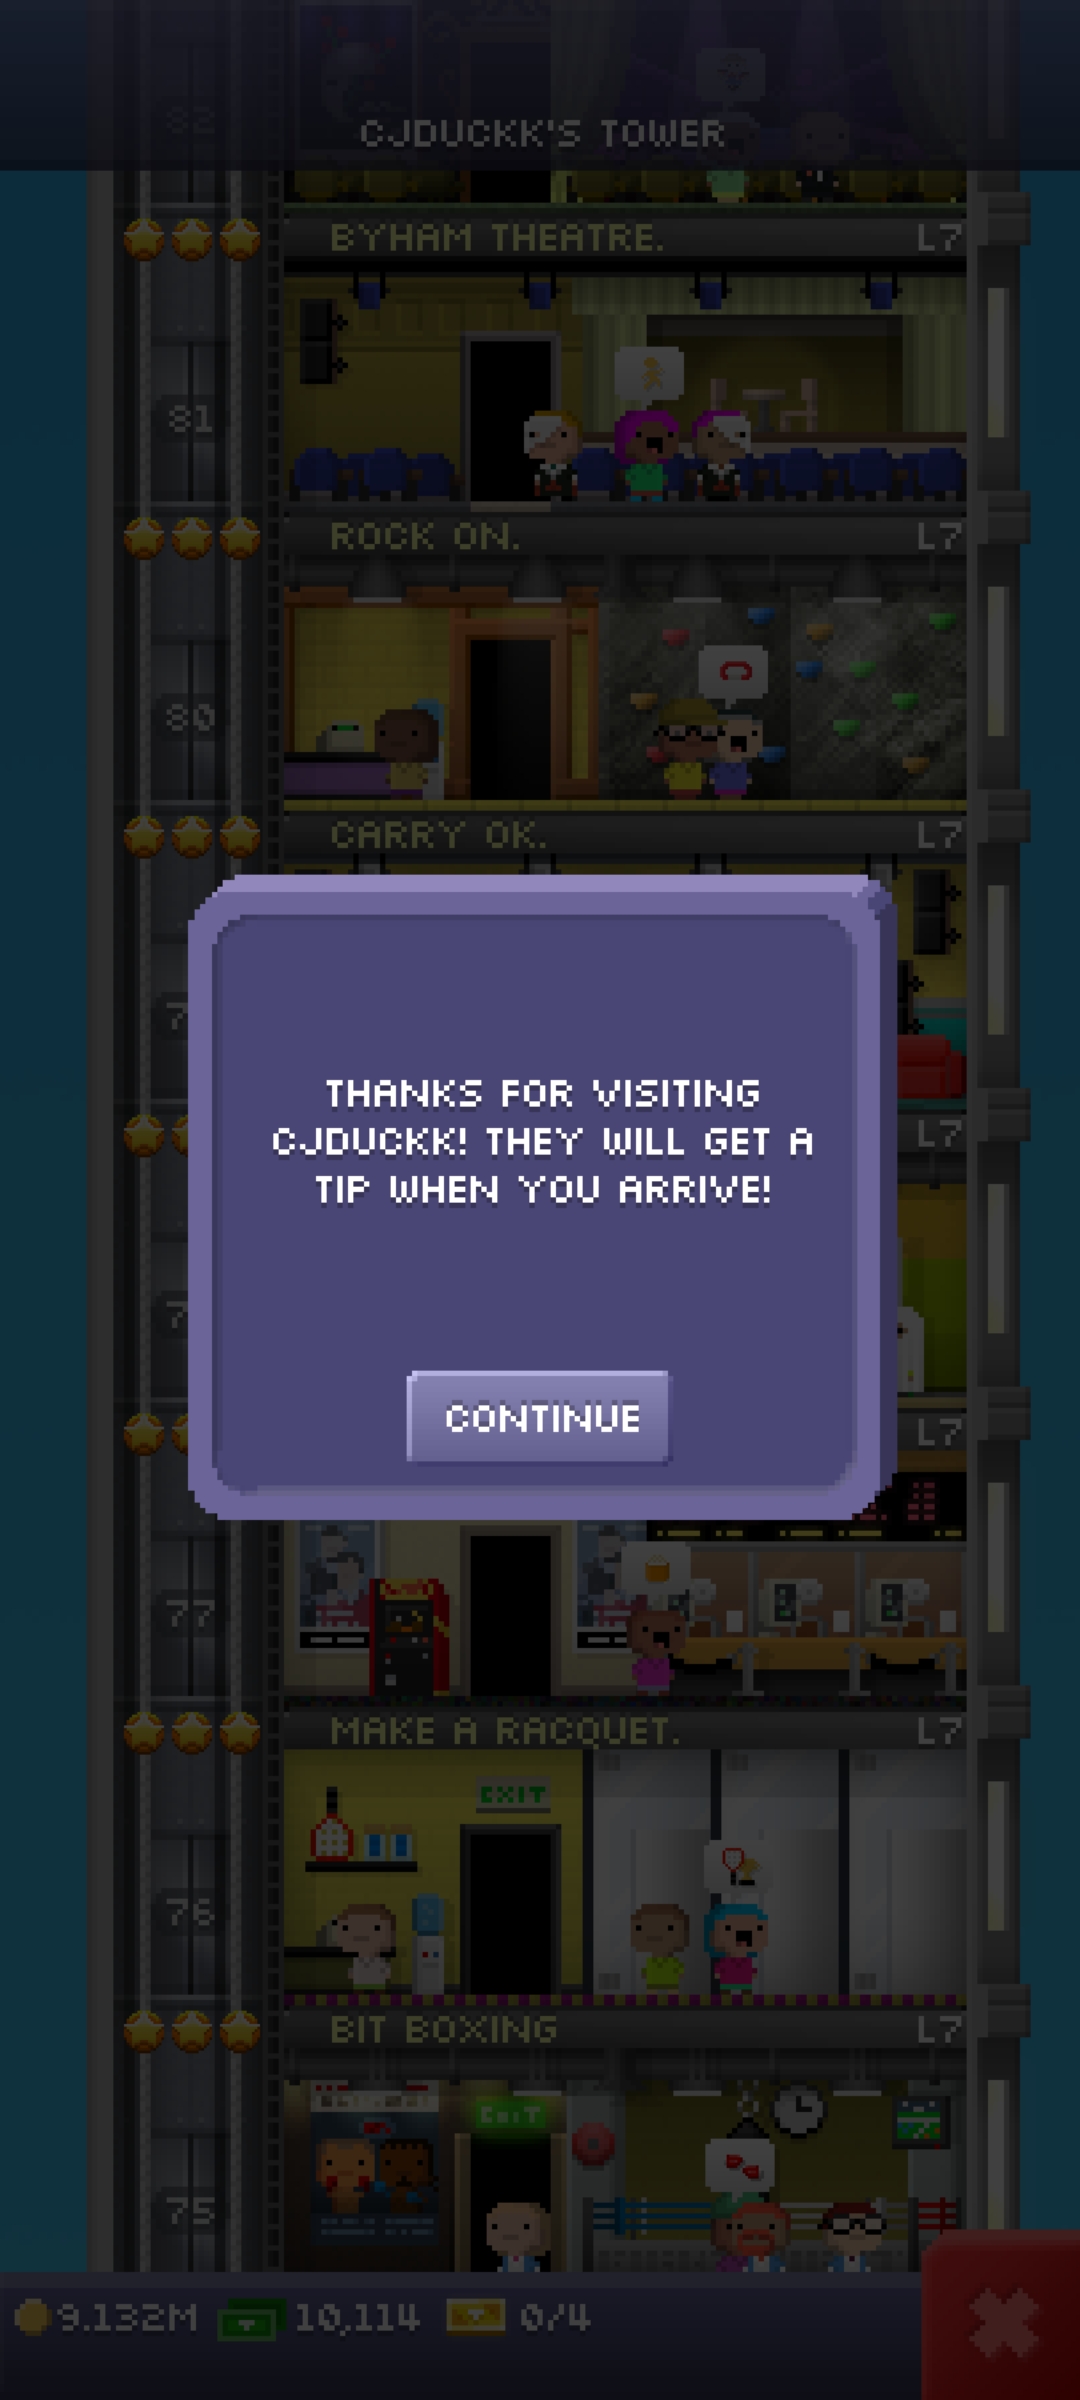 82
CJDUCKK'S TOWER
BYHAM THEATRE. L7
81
ROCK ON. L7
80
CARRY OK. L7
7
L7
THANKS FOR VISITING
CJDUCKK! THEY WILL GET A
TIP WHEN YOU ARRIVE!
7
CONTINUE
L7
77
MAKE A RACQUET. L7
EXIT
76
BIT BOXING L7
EXIT
75
9.132M 10,114 0/4